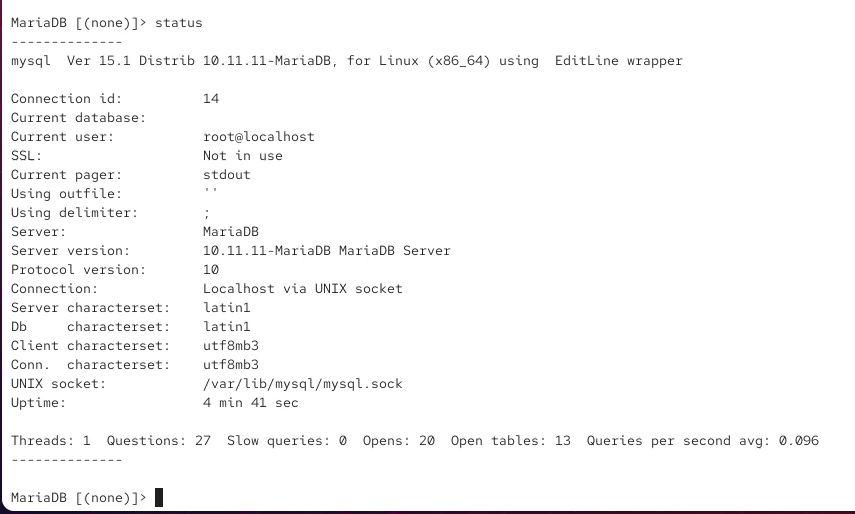 MariaDB [(none)]> status
--------------
mysql  Ver 15.1 Distrib 10.11.11-MariaDB, for Linux (x86_64) using  EditLine wrapper

Connection id:          14
Current database:
Current user:           root@localhost
SSL:                    Not in use
Current pager:          stdout
Using outfile:          ''
Using delimiter:        ;
Server:                 MariaDB
Server version:         10.11.11-MariaDB MariaDB Server
Protocol version:       10
Connection:             Localhost via UNIX socket
Server characterset:    latin1
Db     characterset:    latin1
Client characterset:    utf8mb3
Conn.  characterset:    utf8mb3
UNIX socket:            /var/lib/mysql/mysql.sock
Uptime:                 4 min 41 sec

Threads: 1  Questions: 27  Slow queries: 0  Opens: 20  Open tables: 13  Queries per second avg: 0.096
--------------

MariaDB [(none)]>